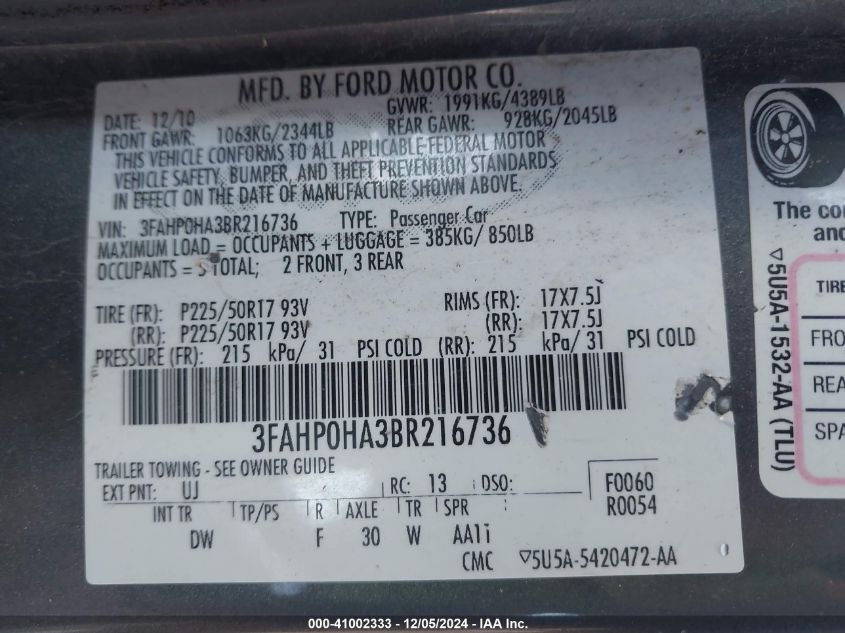 MFD. BY FORD MOTOR CO.
DATE: 12/10 GVWR: 1991KG/4389LB
FRONT GAWR: 1063KG/2344LB REAR GAWR: 928KG/2045LB
THIS VEHICLE CONFORMS TO ALL APPLICABLE FEDERAL MOTOR
VEHICLE SAFETY, BUMPER, AND THEFT PREVENTION STANDARDS
IN EFFECT ON THE DATE OF MANUFACTURE SHOWN ABOVE.
VIN: 3FAHP0HA3BR216736 TYPE: Passenger Car
MAXIMUM LOAD = OCCUPANTS + LUGGAGE = 385KG/ 850LB
OCCUPANTS = 5 TOTAL; 2 FRONT, 3 REAR
TIRE (FR): P225/50R17 93V RIMS (FR): 17X7.5J
(RR): P225/50R17 93V (RR): 17X7.5J
PRESSURE (FR): 215 kPa/ 31 PSI COLD (RR): 215 kPa/ 31 PSI COLD
3FAHP0HA3BR216736
TRAILER TOWING - SEE OWNER GUIDE
EXT PNT: UJ RC: 13 DSO: F0060
R0054
INT TR TP/PS R AXLE TR SPR
DW F 30 W AA1i
CMC ▽5U5A-5420472-AA
The co
and
▽5U5A-1532-AA (TLU)
TIRE
FRO
REA
SPA
000-41002333 - 12/05/2024 - IAA Inc.